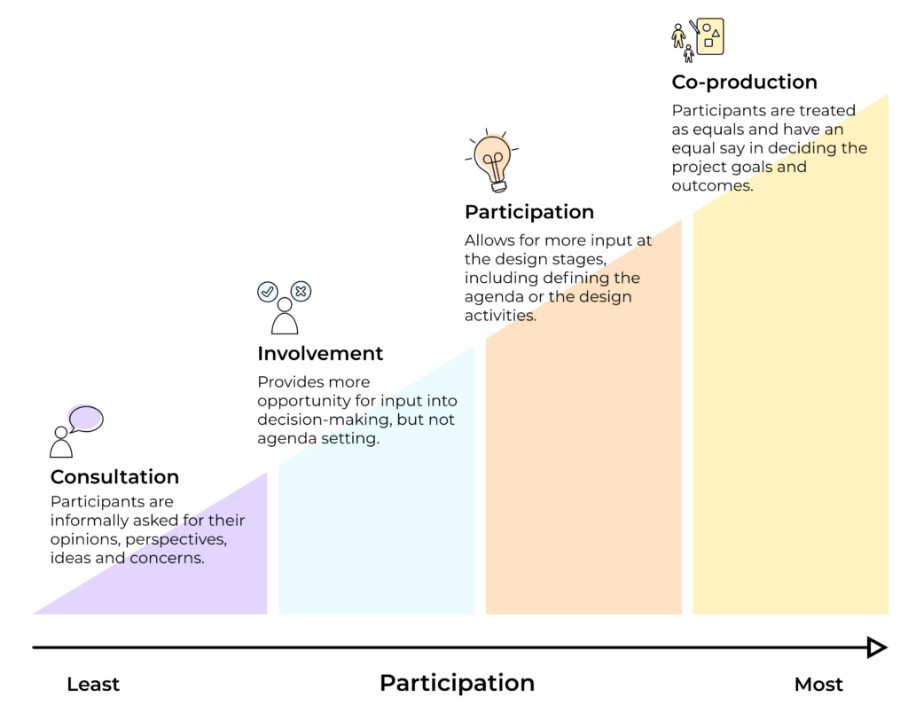 Co-production
Participants are treated
as equals and have an
equal say in deciding the
project goals and
outcomes.
Participation
Allows for more input at
the design stages,
including defining the
agenda or the design
activities.
Involvement
Provides more
opportunity for input into
decision-making, but not
agenda setting.
Consultation
Participants are
informally asked for their
opinions, perspectives,
ideas and concerns.
Least
Participation
Most